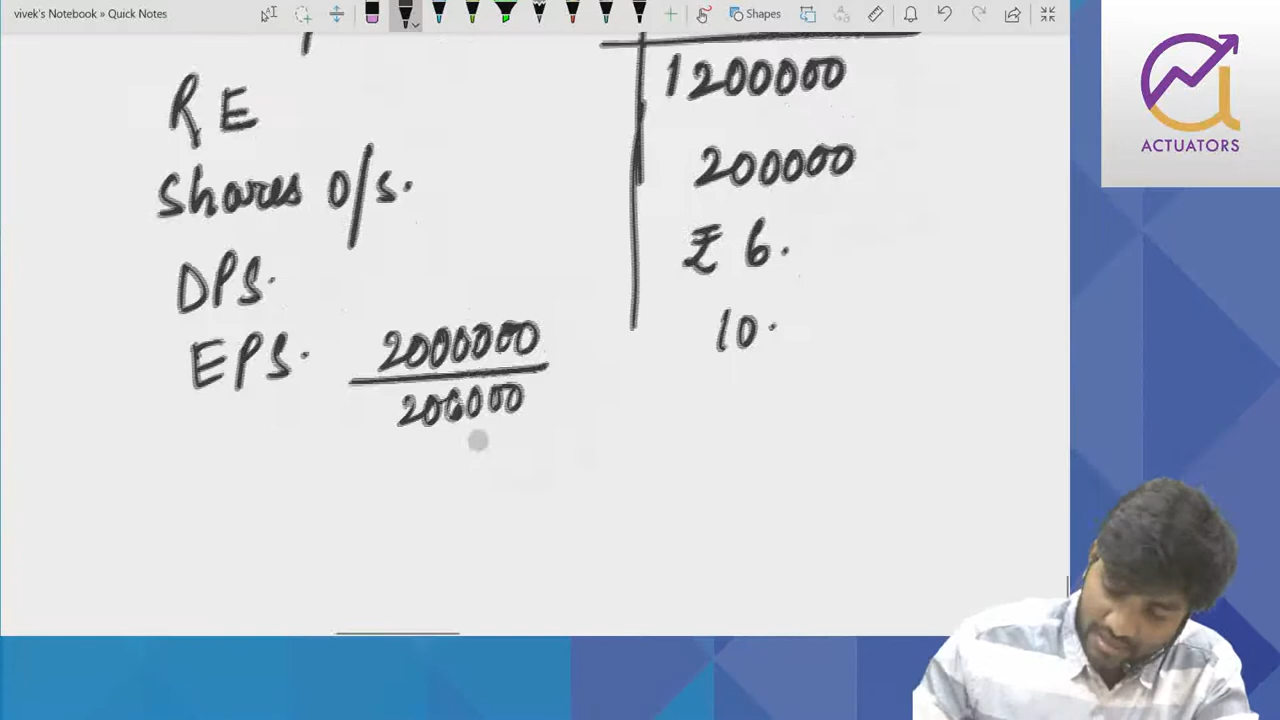 vivek's Notebook » Quick Notes
Shapes
ACTUATORS
RE 1200000
Shares O/s. 200000
DPS. ₹ 6.
EPS. 2000000 10.
200000